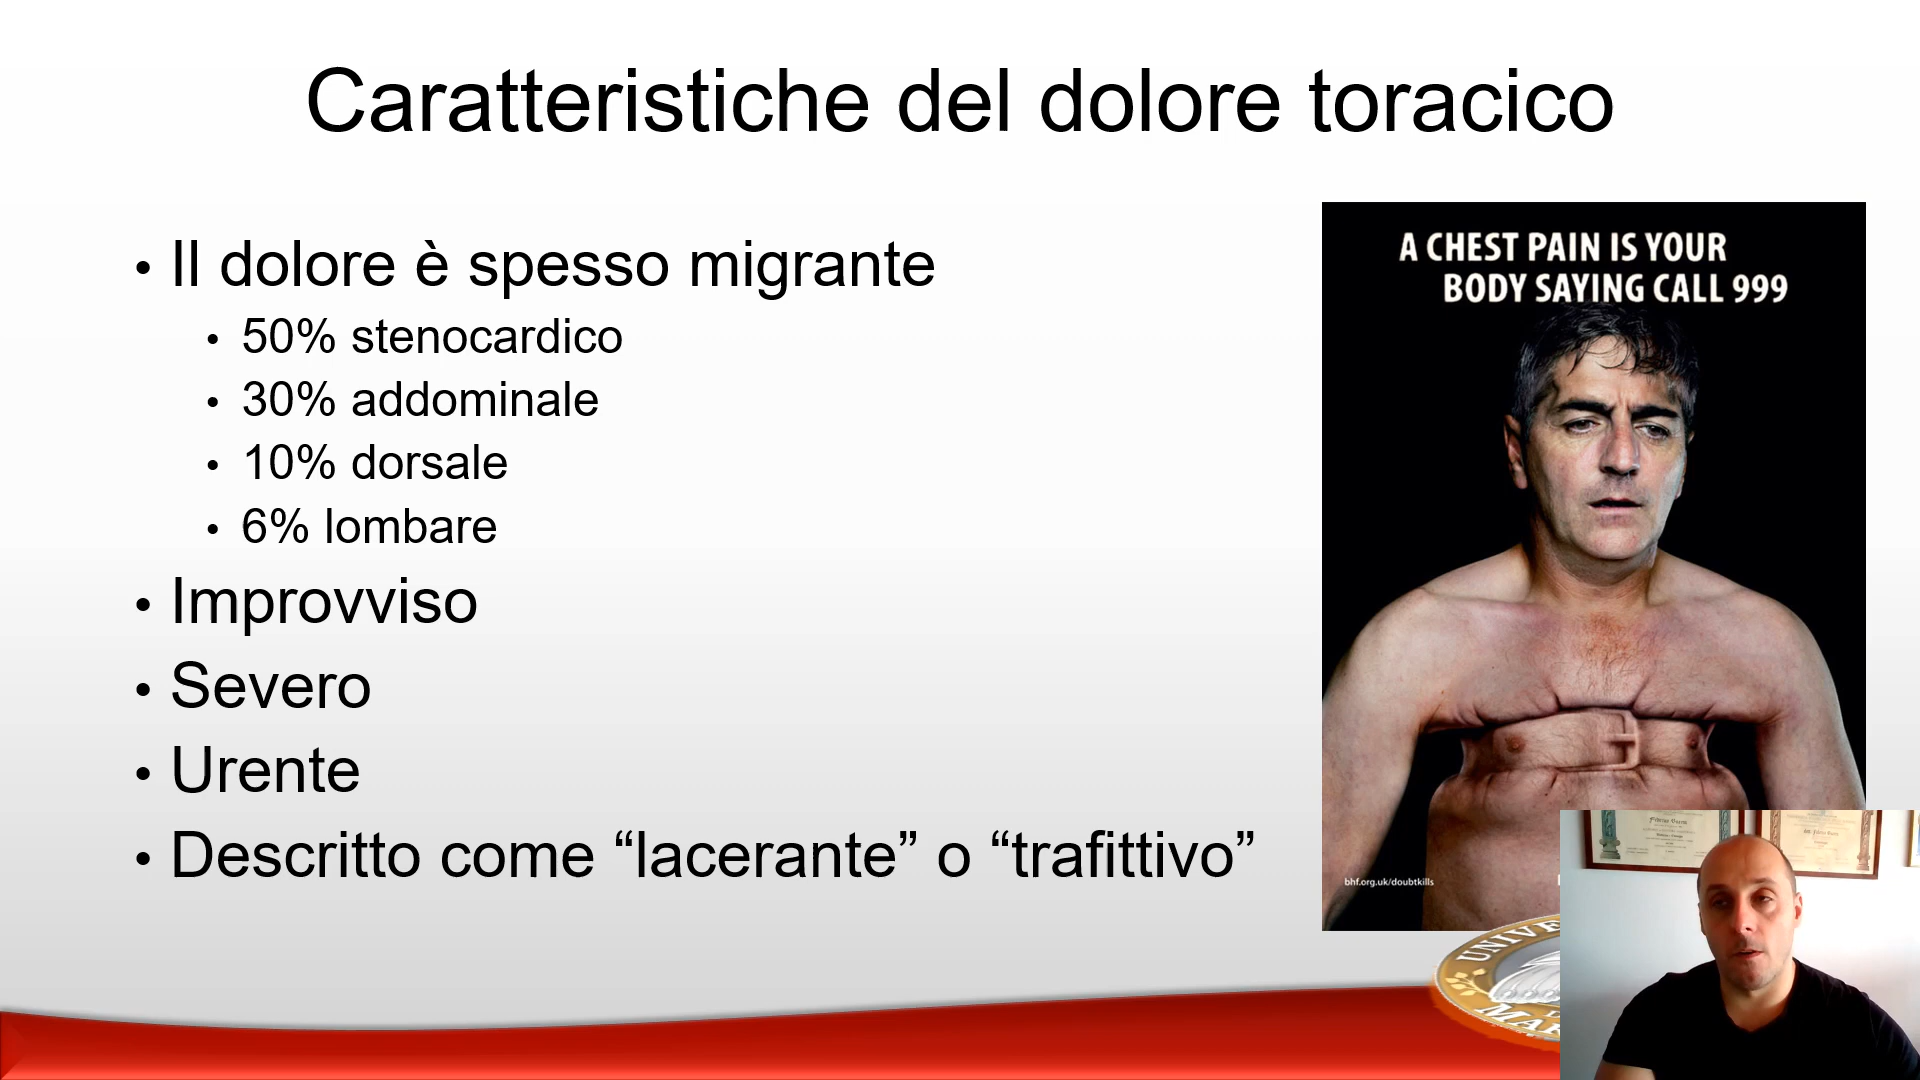 Caratteristiche del dolore toracico
• Il dolore è spesso migrante
• 50% stenocardico
• 30% addominale
• 10% dorsale
• 6% lombare
• Improvviso
• Severo
• Urente
• Descritto come “lacerante” o “trafittivo”
A CHEST PAIN IS YOUR
BODY SAYING CALL 999
bhf.org.uk/doubtkills